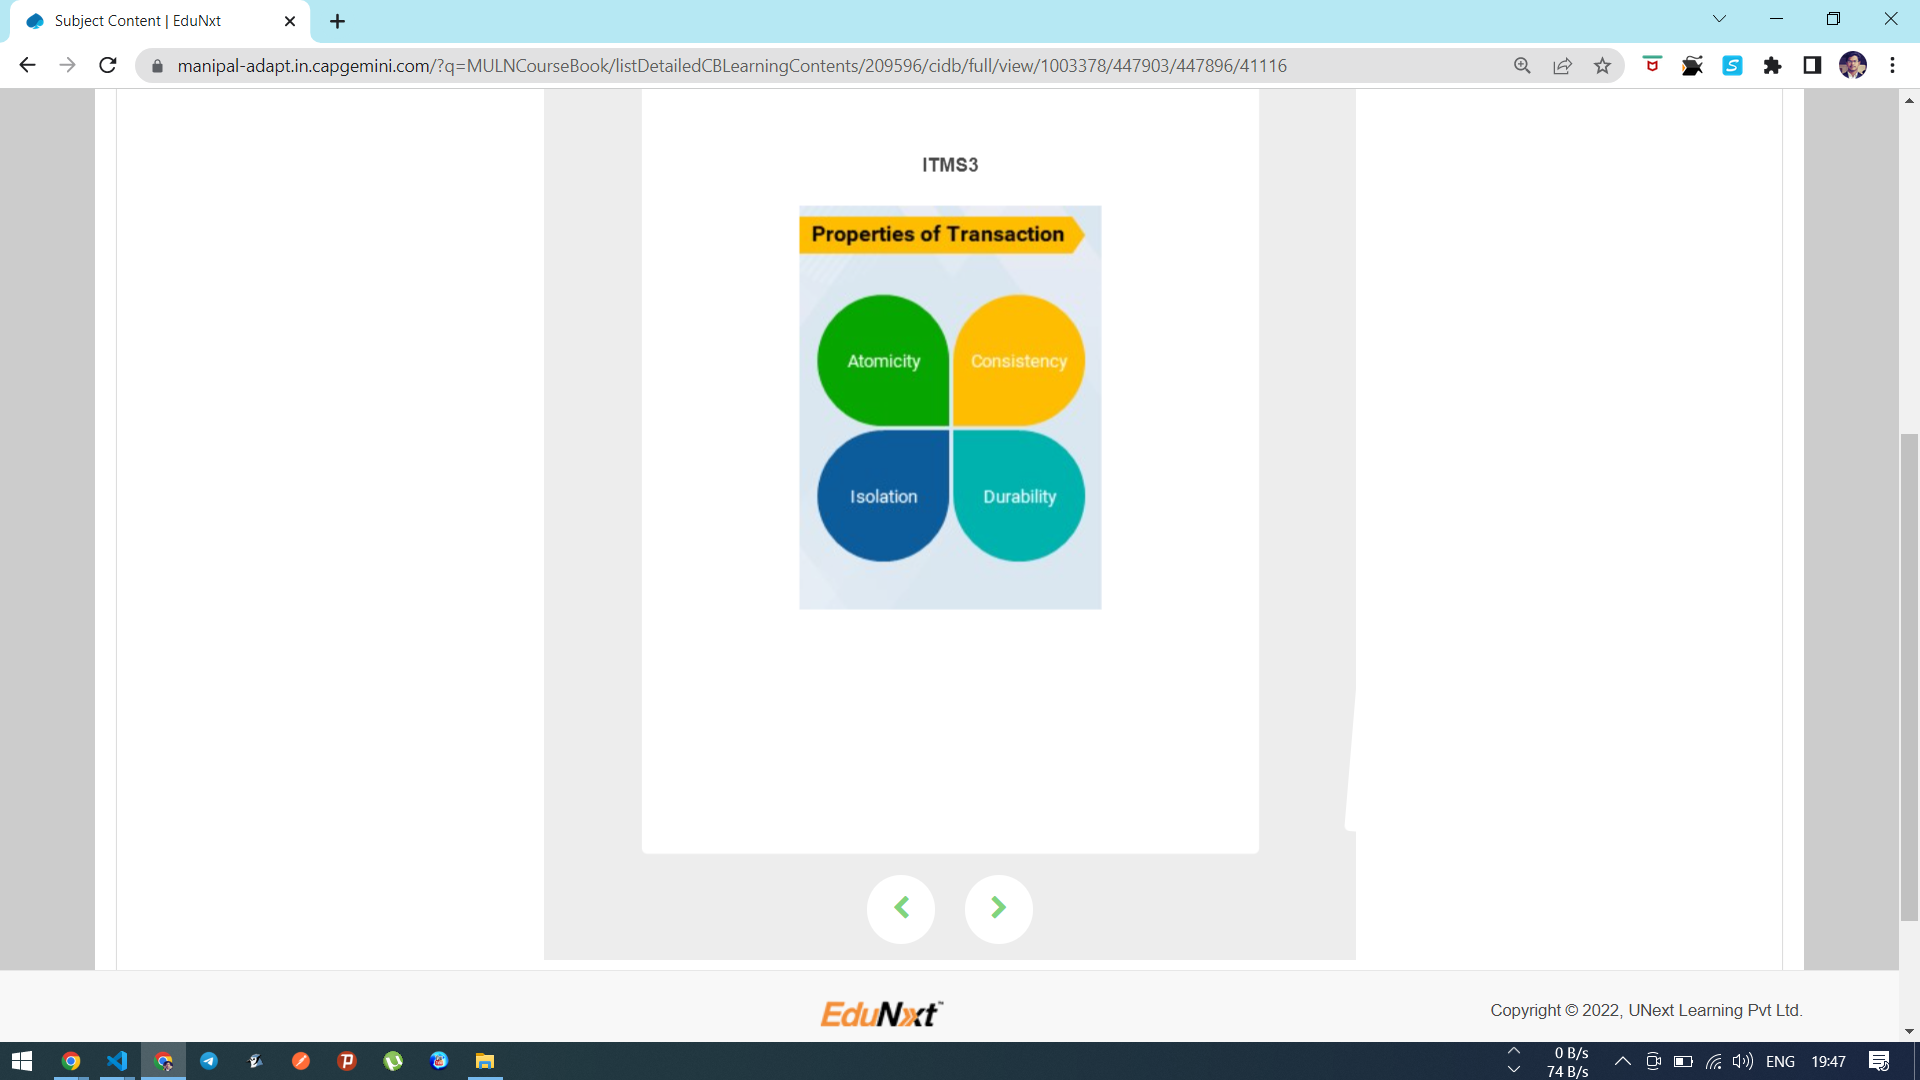 Subject Content | EduNxt
manipal-adapt.in.capgemini.com/?q=MULNCourseBook/listDetailedCBLearningContents/209596/cidb/full/view/1003378/447903/447896/41116
ITMS3
Properties of Transaction
Atomicity
Consistency
Isolation
Durability
EduNxt™
Copyright © 2022, UNext Learning Pvt Ltd.
0 B/s
74 B/s
ENG
19:47